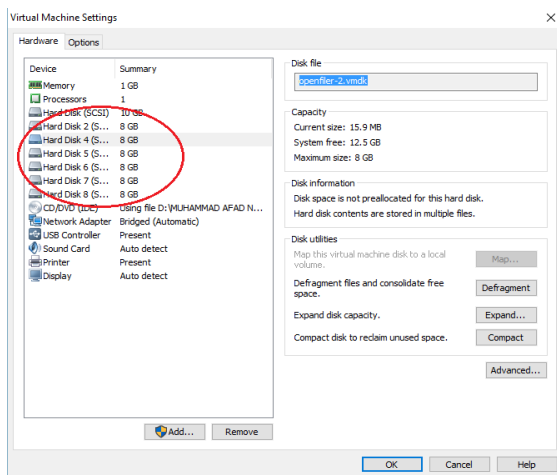 Virtual Machine Settings
Hardware Options
Device Summary
Memory 1 GB
Processors 1
Hard Disk (SCSI) 10 GB
Hard Disk 2 (S... 8 GB
Hard Disk 4 (S... 8 GB
Hard Disk 5 (S... 8 GB
Hard Disk 6 (S... 8 GB
Hard Disk 7 (S... 8 GB
Hard Disk 8 (S... 8 GB
CD/DVD (IDE) Using file D:\MUHAMMAD AFAD N...
Network Adapter Bridged (Automatic)
USB Controller Present
Sound Card Auto detect
Printer Present
Display Auto detect
Add... Remove
Disk file
openfiler-2.vmdk
Capacity
Current size: 15.9 MB
System free: 12.5 GB
Maximum size: 8 GB
Disk information
Disk space is not preallocated for this hard disk.
Hard disk contents are stored in multiple files.
Disk utilities
Map this virtual machine disk to a local
volume.
Map...
Defragment files and consolidate free
space.
Defragment
Expand disk capacity.
Expand...
Compact disk to reclaim unused space.
Compact
Advanced...
OK Cancel Help